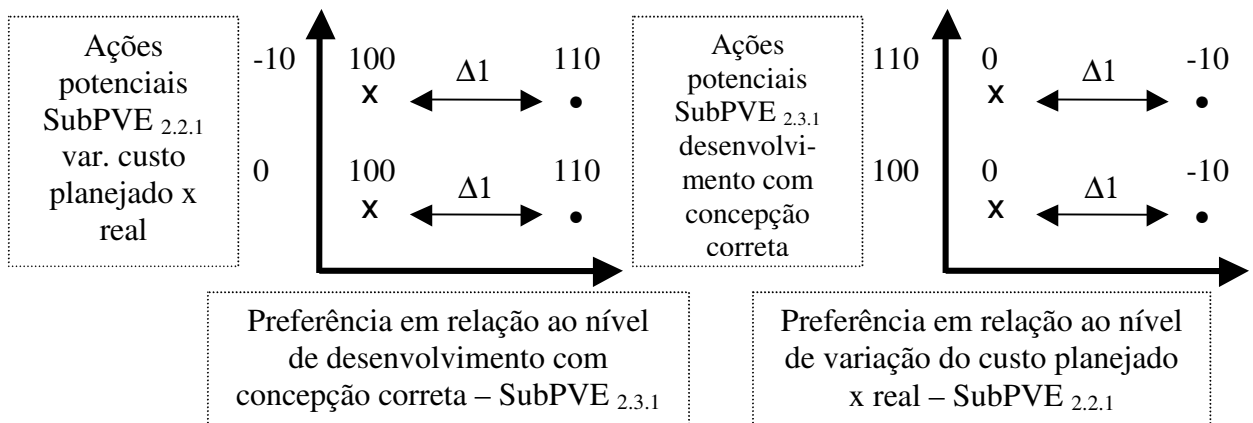 Ações
potenciais
SubPVE 2.2.1
var. custo
planejado x
real
-10 100 Δ1 110
x
0 100 Δ1 110
x
Preferência em relação ao nível
de desenvolvimento com
concepção correta – SubPVE 2.3.1
Ações
potenciais
SubPVE 2.3.1
desenvolvi-
mento com
concepção
correta
110 0 Δ1 -10
x
100 0 Δ1 -10
x
Preferência em relação ao nível
de variação do custo planejado
x real – SubPVE 2.2.1